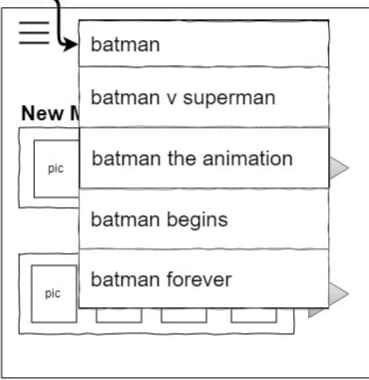 batman
batman v superman
New
batman the animation
pic
batman begins
batman forever
pic